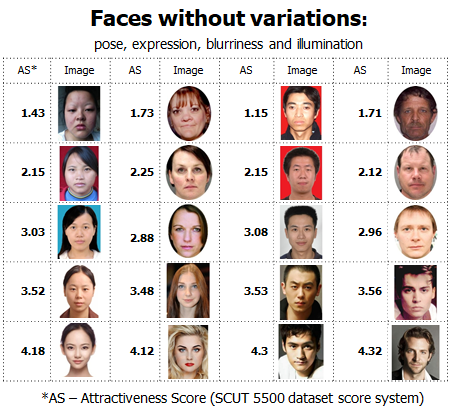 Faces without variations:
pose, expression, blurriness and illumination
AS* Image AS Image AS Image AS Image
1.43 1.73 1.15 1.71
2.15 2.25 2.15 2.12
3.03 2.88 3.08 2.96
3.52 3.48 3.53 3.56
4.18 4.12 4.3 4.32
*AS – Attractiveness Score (SCUT 5500 dataset score system)